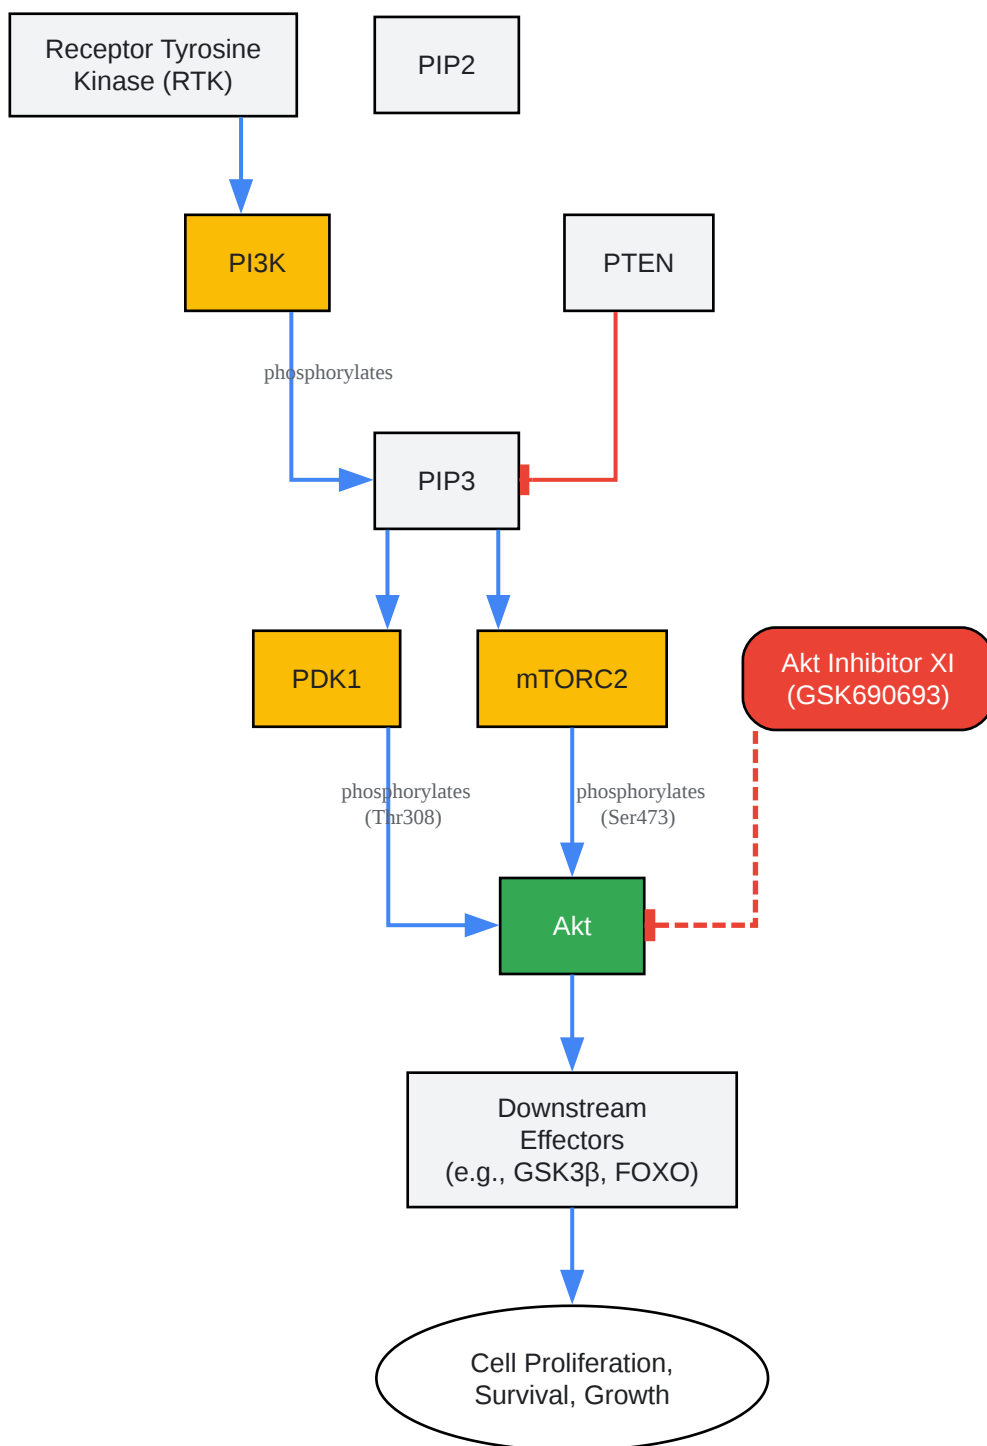 Receptor Tyrosine
Kinase (RTK)
PIP2
PI3K
PTEN
phosphorylates
PIP3
PDK1
mTORC2
Akt Inhibitor XI
(GSK690693)
phosphorylates
(Thr308)
phosphorylates
(Ser473)
Akt
Downstream
Effectors
(e.g., GSK3β, FOXO)
Cell Proliferation,
Survival, Growth